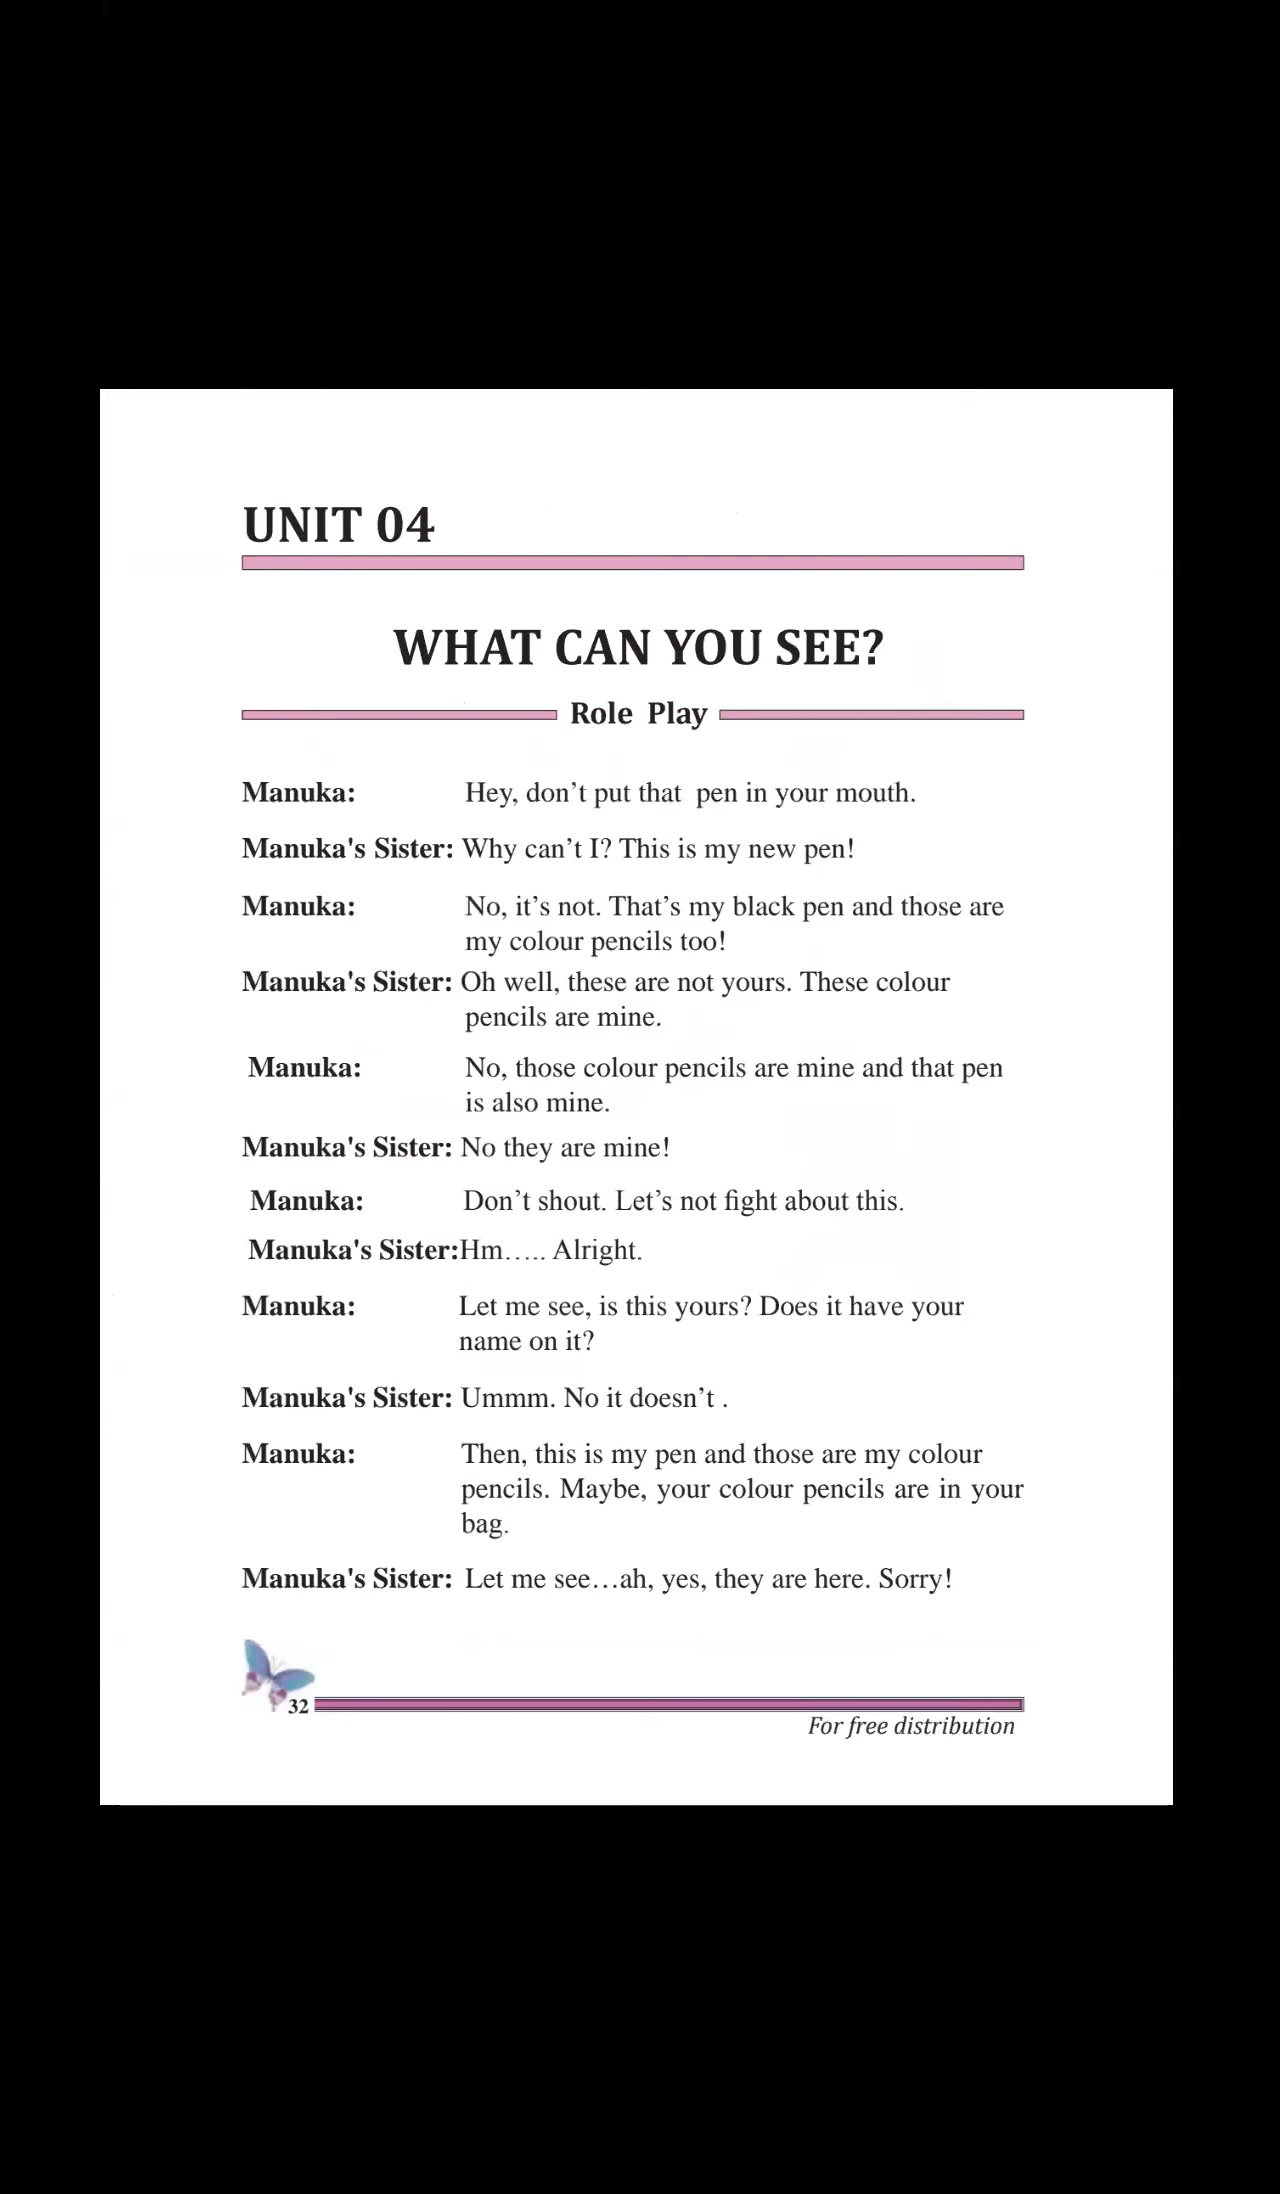 UNIT 04
WHAT CAN YOU SEE?
Role Play
Manuka: Hey, don’t put that pen in your mouth.
Manuka's Sister: Why can’t I? This is my new pen!
Manuka: No, it’s not. That’s my black pen and those are
my colour pencils too!
Manuka's Sister: Oh well, these are not yours. These colour
pencils are mine.
Manuka: No, those colour pencils are mine and that pen
is also mine.
Manuka's Sister: No they are mine!
Manuka: Don’t shout. Let’s not fight about this.
Manuka's Sister:Hm….. Alright.
Manuka: Let me see, is this yours? Does it have your
name on it?
Manuka's Sister: Ummm. No it doesn’t .
Manuka: Then, this is my pen and those are my colour
pencils. Maybe, your colour pencils are in your
bag.
Manuka's Sister: Let me see…ah, yes, they are here. Sorry!
32
For free distribution